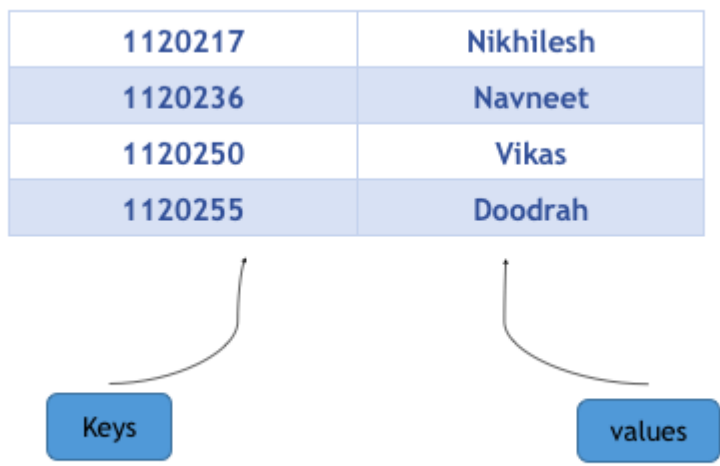 1120217 Nikhilesh
1120236 Navneet
1120250 Vikas
1120255 Doodrah
Keys values